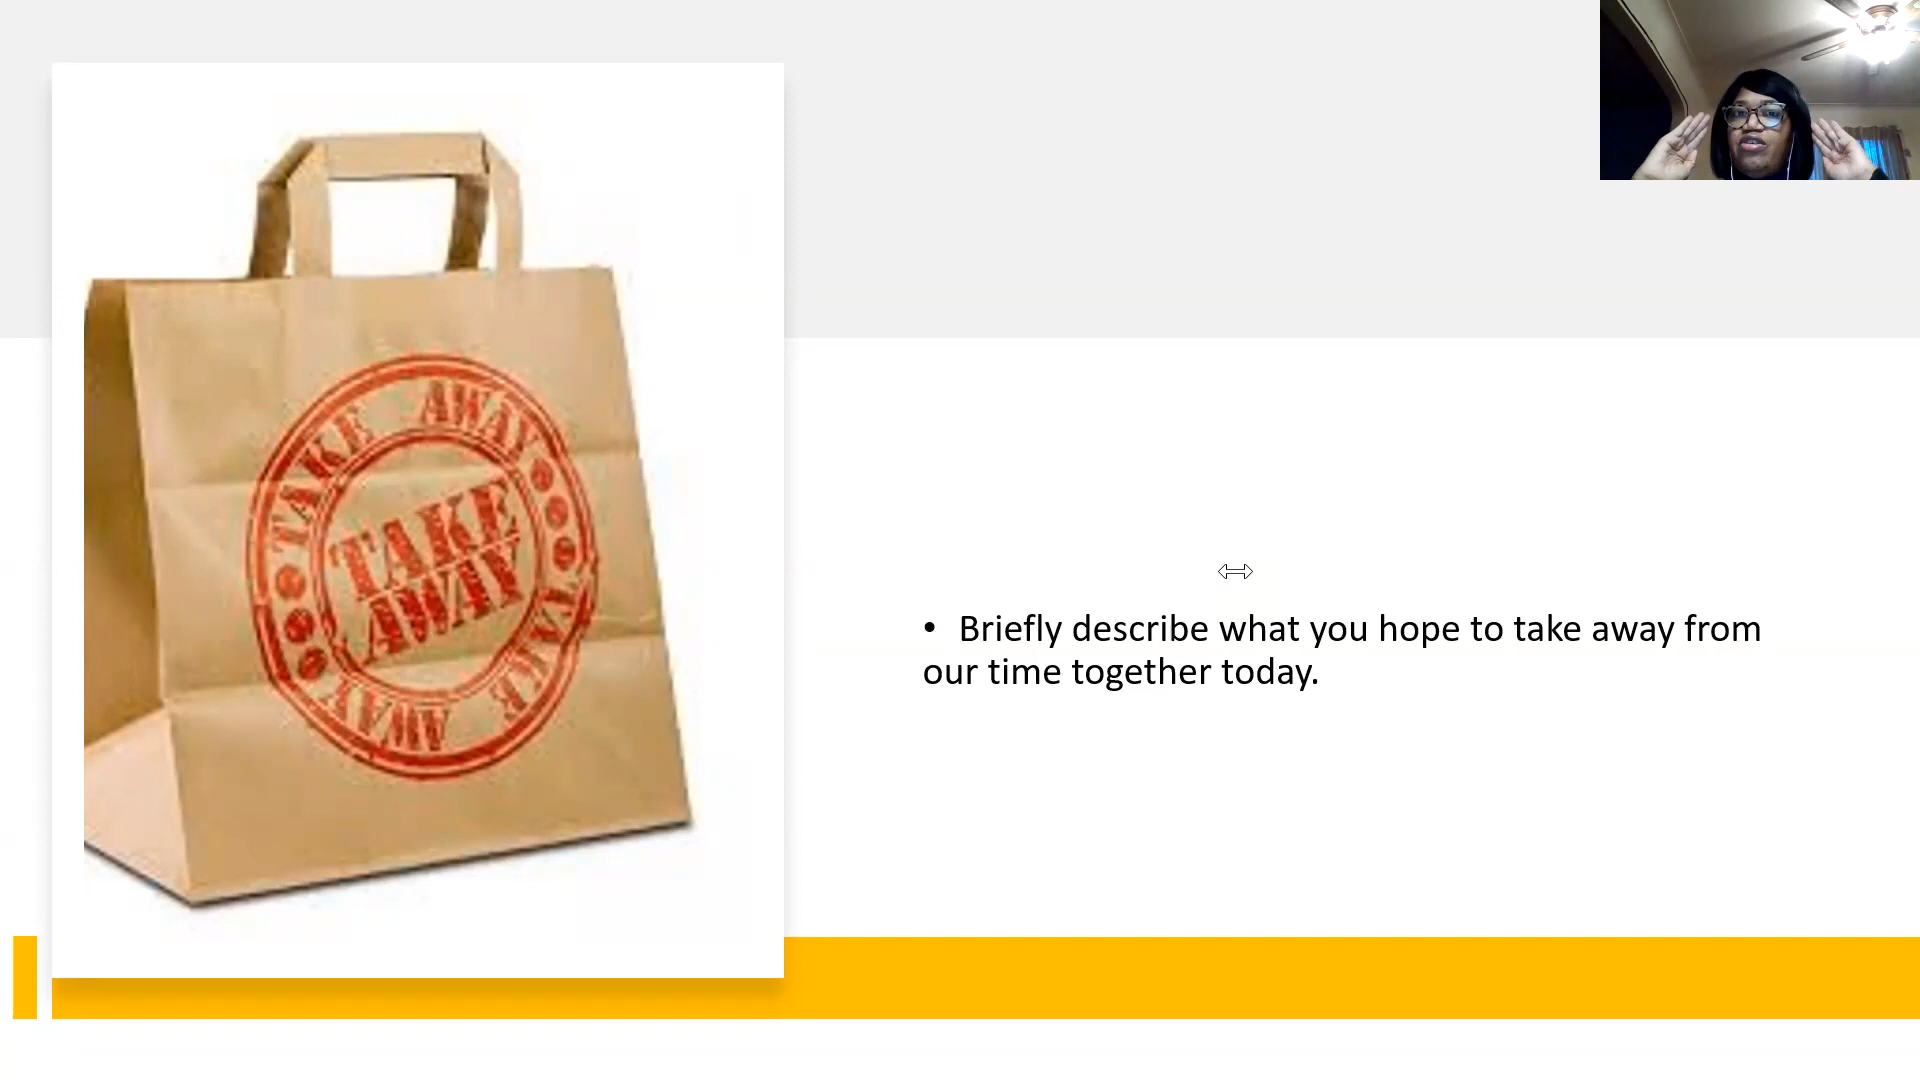 TAKE AWAY
TAKE
AWAY
TAKE AWAY
• Briefly describe what you hope to take away from
our time together today.